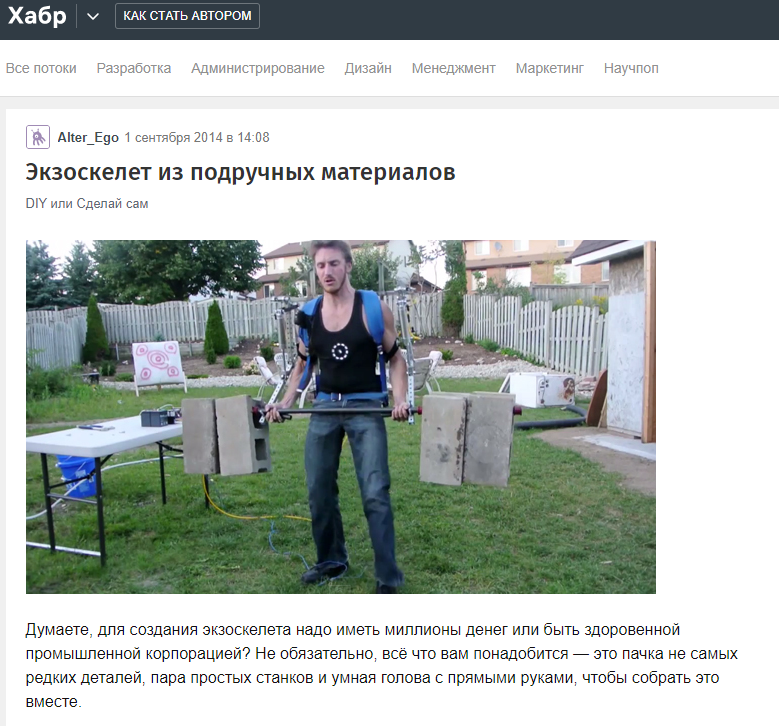 Хабр
КАК СТАТЬ АВТОРОМ
Все потоки Разработка Администрирование Дизайн Менеджмент Маркетинг Научпоп
Alter_Ego 1 сентября 2014 в 14:08
Экзоскелет из подручных материалов
DIY или Сделай сам
Думаете, для создания экзоскелета надо иметь миллионы денег или быть здоровенной
промышленной корпорацией? Не обязательно, всё что вам понадобится — это пачка не самых
редких деталей, пара простых станков и умная голова с прямыми руками, чтобы собрать это
вместе.